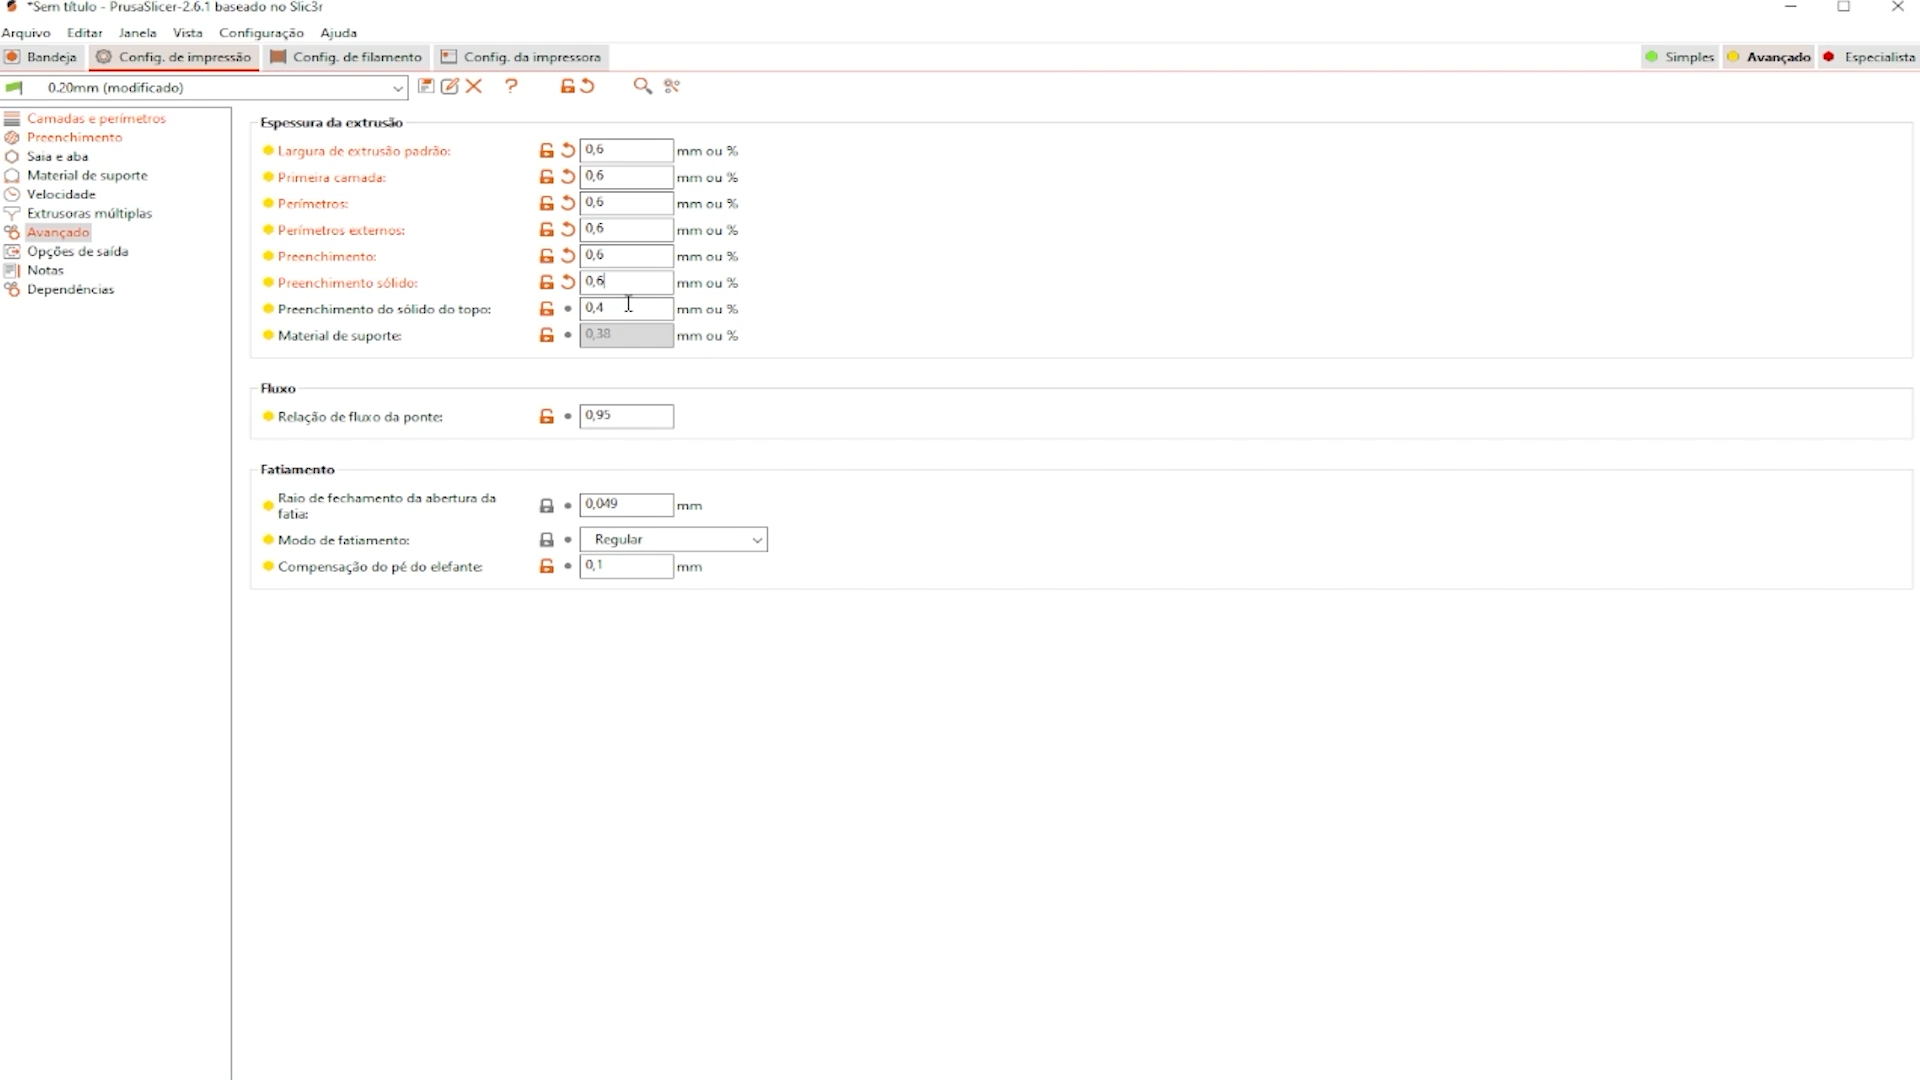 *Sem título - PrusaSlicer-2.6.1 baseado no Slic3r
Arquivo Editar Janela Vista Configuração Ajuda
Bandeja Config. de impressão Config. de filamento Config. da impressora Simples Avançado Especialista
0.20mm (modificado) ?
Camadas e perímetros
Preenchimento
Saia e aba
Material de suporte
Velocidade
Extrusoras múltiplas
Avançado
Opções de saída
Notas
Dependências
Espessura da extrusão
Largura de extrusão padrão: 0,6 mm ou %
Primeira camada: 0,6 mm ou %
Perímetros: 0,6 mm ou %
Perímetros externos: 0,6 mm ou %
Preenchimento: 0,6 mm ou %
Preenchimento sólido: 0,6 mm ou %
Preenchimento do sólido do topo: 0,4 mm ou %
Material de suporte: 0,38 mm ou %
Fluxo
Relação de fluxo da ponte: 0,95
Fatiamento
Raio de fechamento da abertura da
fatia: 0,049 mm
Modo de fatiamento: Regular
Compensação do pé do elefante: 0,1 mm